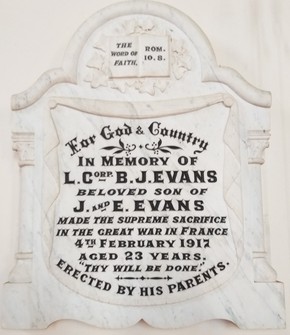 THE WORD OF FAITH.
ROM. 10.8.
For God & Country
IN MEMORY OF
L. CORP. B.J. EVANS
BELOVED SON OF
J. AND E. EVANS
MADE THE SUPREME SACRIFICE
IN THE GREAT WAR IN FRANCE
4TH FEBRUARY 1917
AGED 23 YEARS.
"THY WILL BE DONE."
ERECTED BY HIS PARENTS.